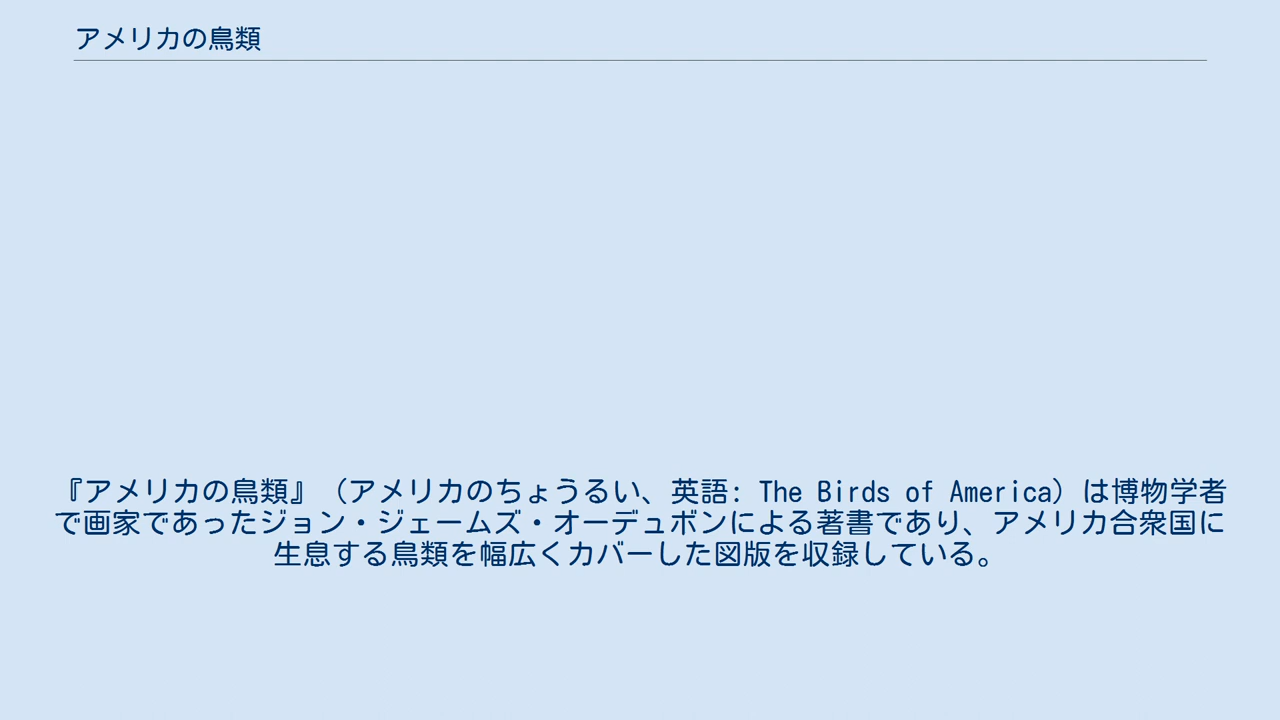 アメリカの鳥類
『アメリカの鳥類』（アメリカのちょうるい、英語: The Birds of America）は博物学者
で画家であったジョン・ジェームズ・オーデュボンによる著書であり、アメリカ合衆国に
生息する鳥類を幅広くカバーした図版を収録している。